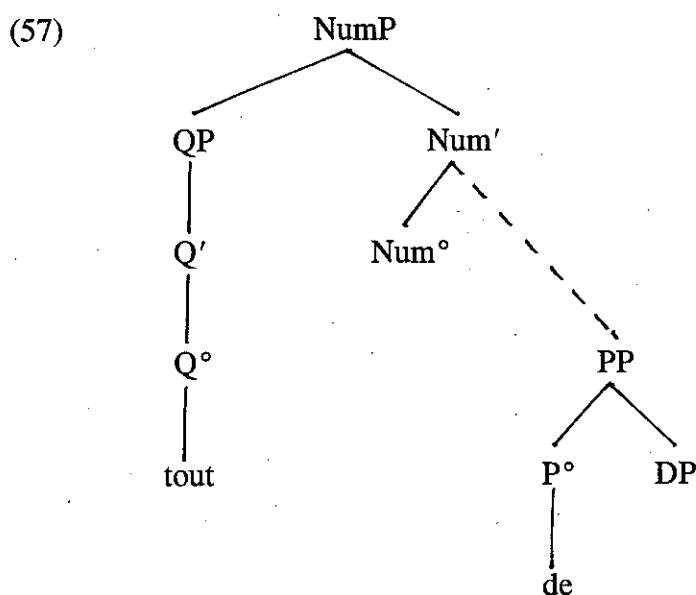 (57) NumP
QP Num′
Q′ Num°
Q° PP
tout P° DP
de